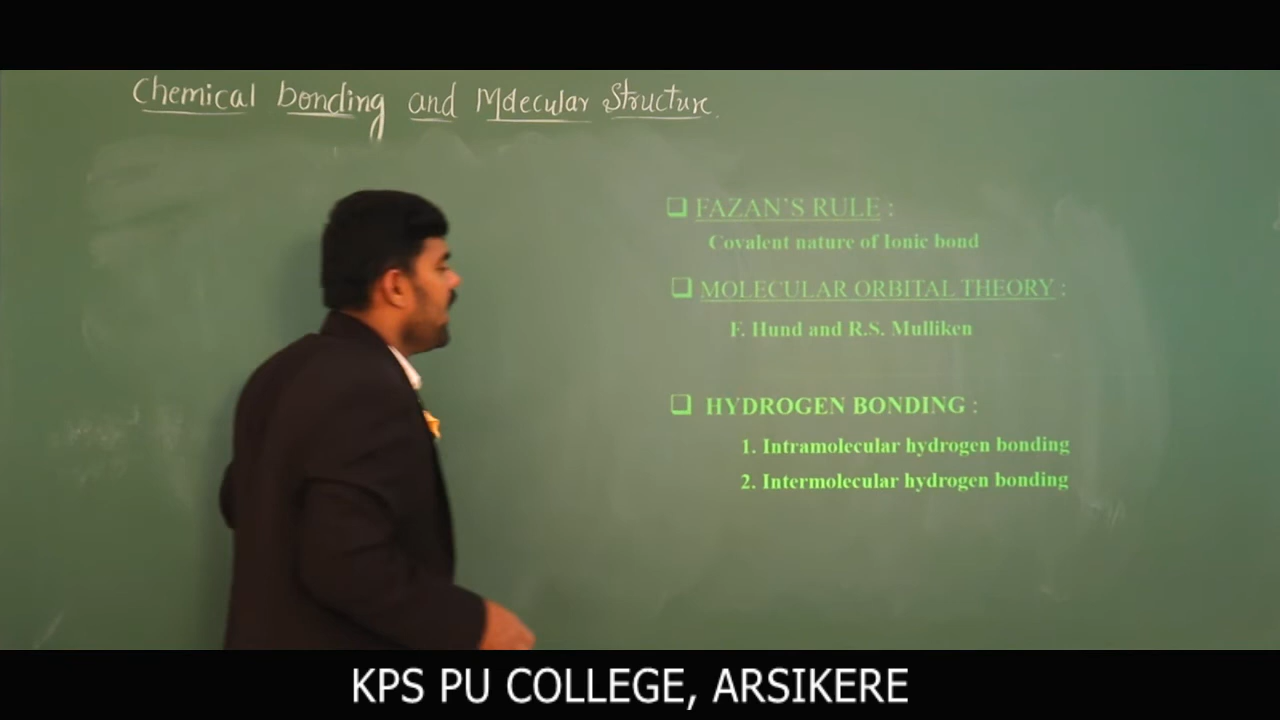 Chemical bonding and Molecular Structure.
❑ FAZAN'S RULE :
Covalent nature of Ionic bond
❑ MOLECULAR ORBITAL THEORY :
F. Hund and R.S. Mulliken
❑ HYDROGEN BONDING :
1. Intramolecular hydrogen bonding
2. Intermolecular hydrogen bonding
KPS PU COLLEGE, ARSIKERE